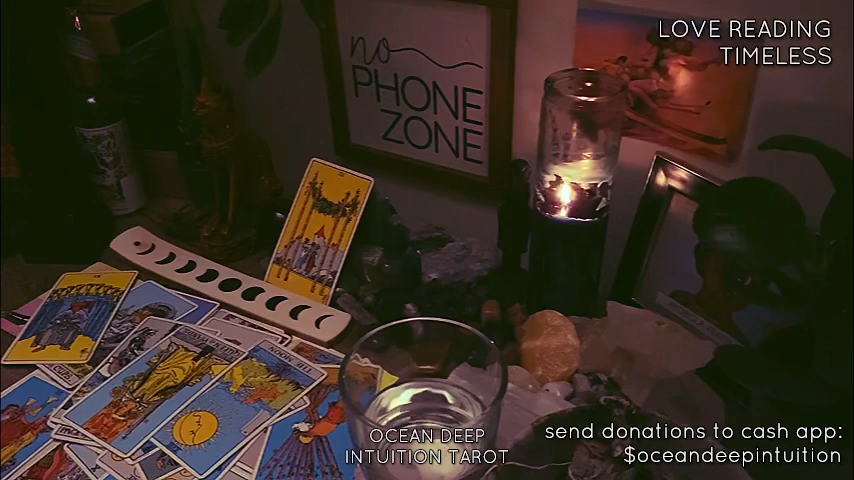 LOVE READING
TIMELESS
no
PHONE
ZONE
OCEAN DEEP
INTUITION TAROT
send donations to cash app:
$oceandeepintuition